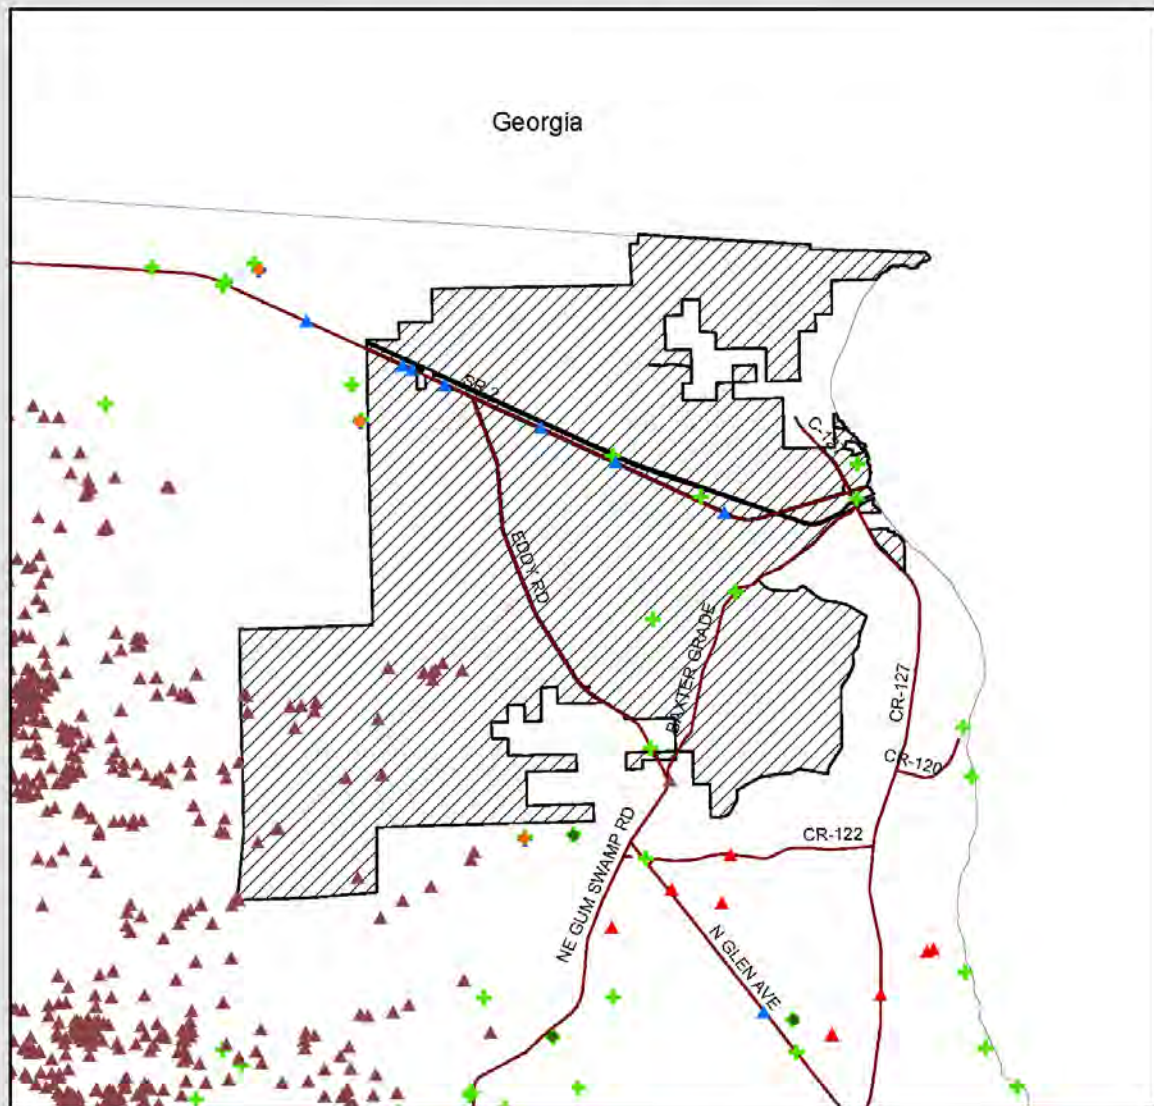 Georgia
SR 2
EDDY RD
BAXTER GRADE
CR-127
CR-120
CR-122
NE GUM SWAMP RD
N GLEN AVE